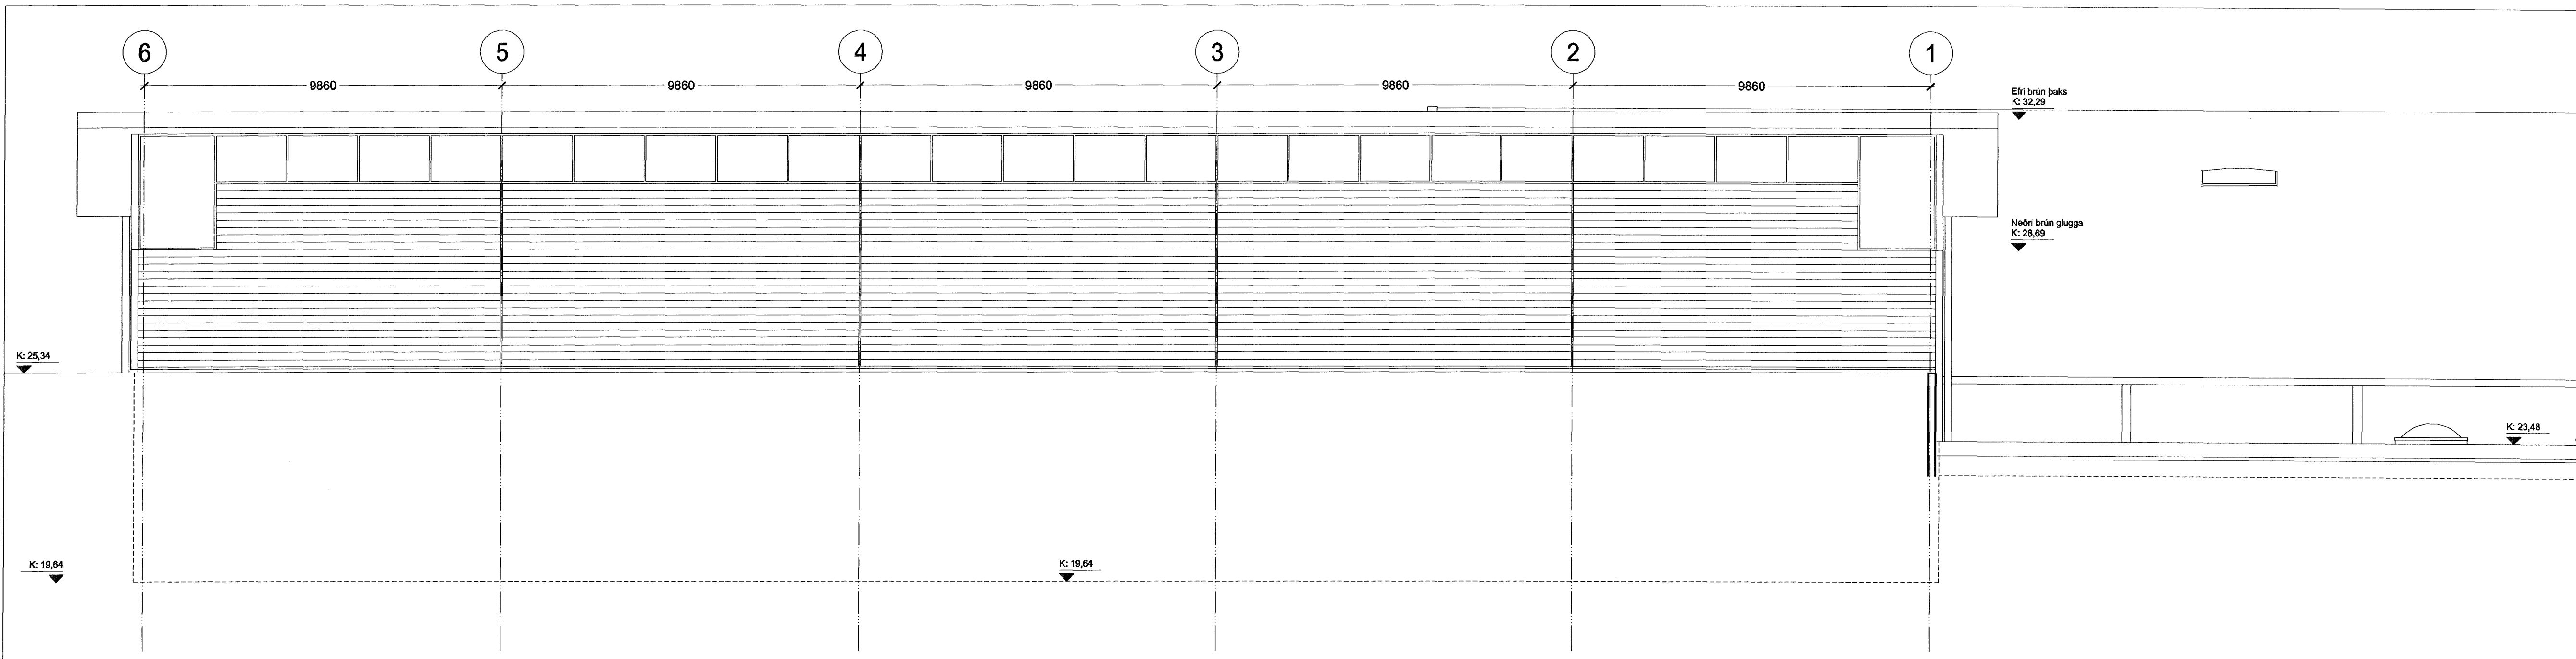 6 5 4 3 2 1
9860 9860 9860 9860 9860
Efri brún þaks
K: 32,29
Neðri brún glugga
K: 28,69
K: 25,34
K: 23,48
K: 19,64
K: 19,64